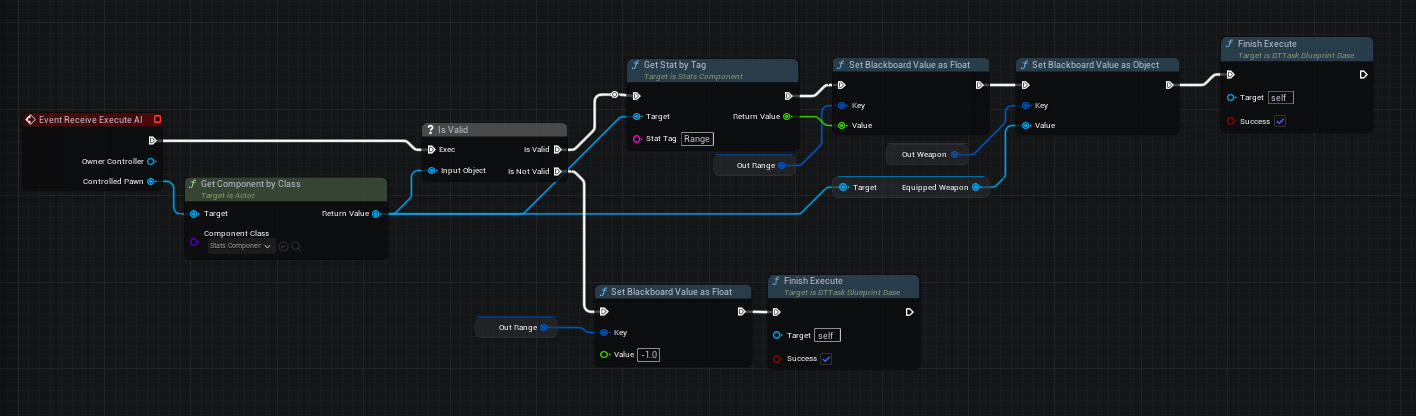 Event Receive Execute AI
Owner Controller
Controlled Pawn
Get Component by Class
Target is Actor
Target
Return Value
Component Class
Stats Componer
? Is Valid
Exec
Is Valid
Input Object
Is Not Valid
f Get Stat by Tag
Target is Stats Component
Target
Return Value
Stat Tag Range
Out Range
f Set Blackboard Value as Float
Key
Value
f Set Blackboard Value as Object
Key
Value
Out Weapon
Target
Equipped Weapon
f Finish Execute
Target is BTTask Blueprint Base
Target self
Success
Out Range
f Set Blackboard Value as Float
Key
Value -1.0
f Finish Execute
Target is BTTask Blueprint Base
Target self
Success